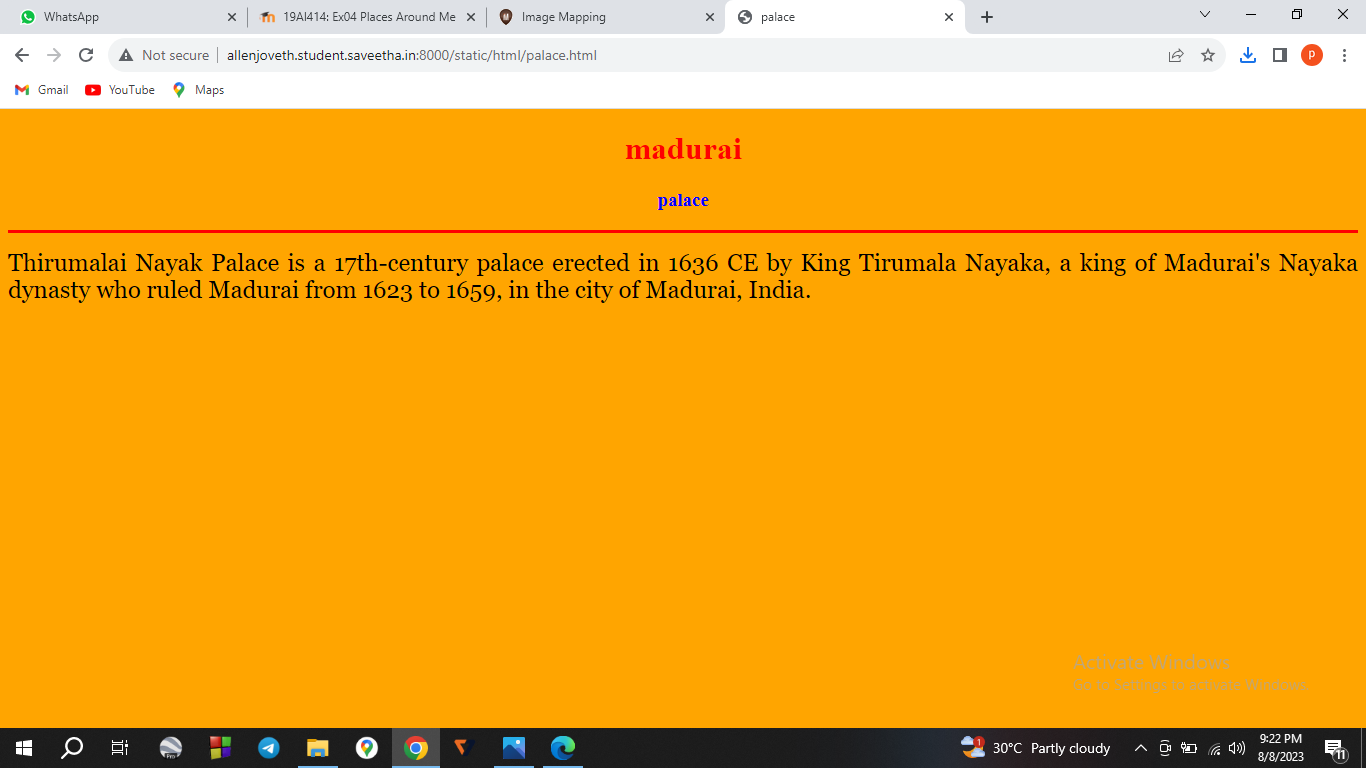 WhatsApp
19AI414: Ex04 Places Around Me
Image Mapping
palace
Not secure
allenjoveth.student.saveetha.in:8000/static/html/palace.html
P
Gmail
YouTube
Maps
madurai
palace
Thirumalai Nayak Palace is a 17th-century palace erected in 1636 CE by King Tirumala Nayaka, a king of Madurai's Nayaka
dynasty who ruled Madurai from 1623 to 1659, in the city of Madurai, India.
Activate Windows
Go to Settings to activate Windows.
Pro
1
30°C Partly cloudy
9:22 PM
8/8/2023
11